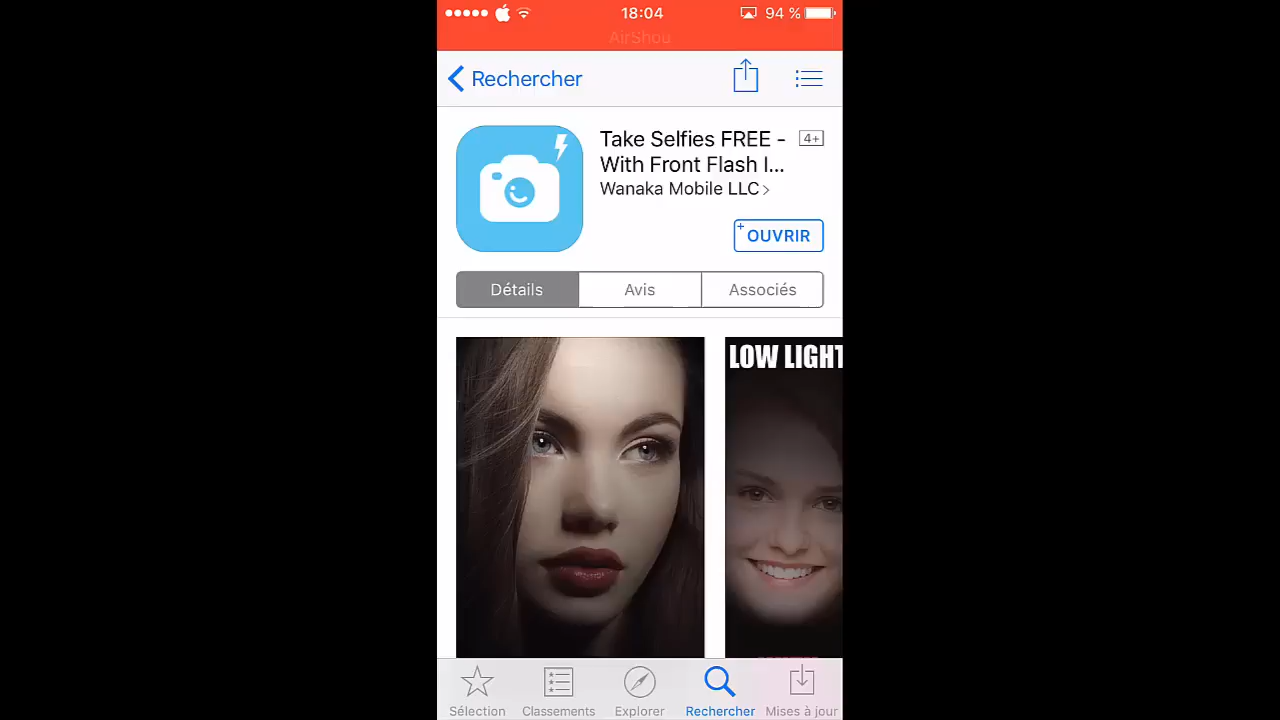 18:04
94 %
AirShou
Rechercher
Take Selfies FREE -
With Front Flash I...
4+
Wanaka Mobile LLC >
+ OUVRIR
Détails
Avis
Associés
LOW LIGHT
Sélection
Classements
Explorer
Rechercher
Mises à jour